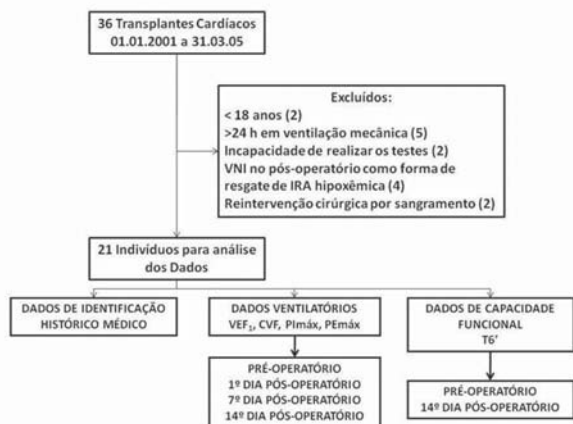 36 Transplantes Cardíacos
01.01.2001 a 31.03.05
Excluídos:
< 18 anos (2)
>24 h em ventilação mecânica (5)
Incapacidade de realizar os testes (2)
VNI no pós-operatório como forma de
resgate de IRA hipoxêmica (4)
Reintervenção cirúrgica por sangramento (2)
21 Indivíduos para análise
dos Dados
DADOS DE IDENTIFICAÇÃO
HISTÓRICO MÉDICO
DADOS VENTILATÓRIOS
VEF₁, CVF, PImáx, PEmáx
DADOS DE CAPACIDADE
FUNCIONAL
T6'
PRÉ-OPERATÓRIO
1º DIA PÓS-OPERATÓRIO
7º DIA PÓS-OPERATÓRIO
14º DIA PÓS-OPERATÓRIO
PRÉ-OPERATÓRIO
14º DIA PÓS-OPERATÓRIO